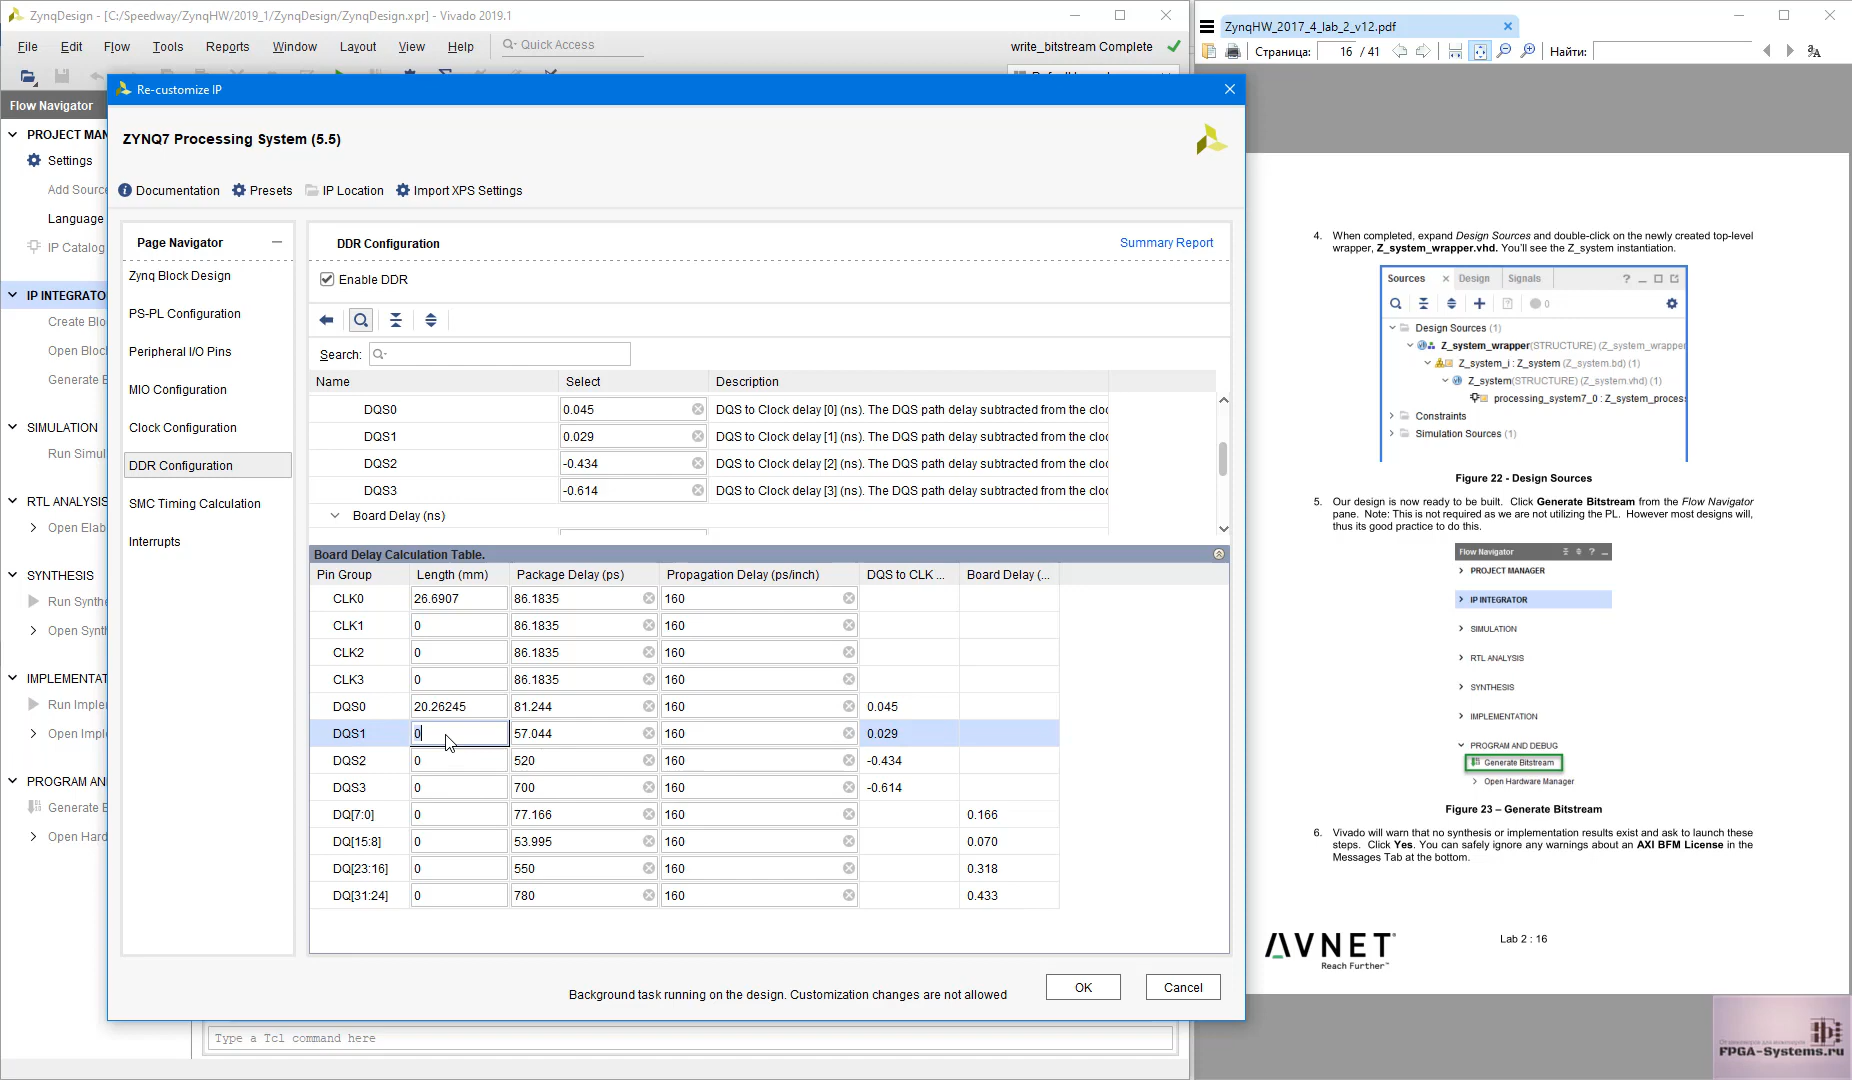 ZynqDesign - [C:/Speedway/ZynqHW/2019_1/ZynqDesign/ZynqDesign.xpr] - Vivado 2019.1
File Edit Flow Tools Reports Window Layout View Help Quick Access
write_bitstream Complete
Flow Navigator
PROJECT MAN
Settings
Add Source
Language
IP Catalog
IP INTEGRATO
Create Blo
Open Block
Generate B
SIMULATION
Run Simul
RTL ANALYSIS
Open Elab
SYNTHESIS
Run Synthe
Open Synt
IMPLEMENTAT
Run Imple
Open Impl
PROGRAM AN
Generate B
Open Hard
Re-customize IP
ZYNQ7 Processing System (5.5)
Documentation Presets IP Location Import XPS Settings
Page Navigator
Zynq Block Design
PS-PL Configuration
Peripheral I/O Pins
MIO Configuration
Clock Configuration
DDR Configuration
SMC Timing Calculation
Interrupts
DDR Configuration Summary Report
Enable DDR
Search:
Name Select Description
DQS0 0.045 DQS to Clock delay [0] (ns). The DQS path delay subtracted from the cloc
DQS1 0.029 DQS to Clock delay [1] (ns). The DQS path delay subtracted from the cloc
DQS2 -0.434 DQS to Clock delay [2] (ns). The DQS path delay subtracted from the cloc
DQS3 -0.614 DQS to Clock delay [3] (ns). The DQS path delay subtracted from the cloc
Board Delay (ns)
Board Delay Calculation Table.
Pin Group Length (mm) Package Delay (ps) Propagation Delay (ps/inch) DQS to CLK ... Board Delay (...
CLK0 26.6907 86.1835 160
CLK1 0 86.1835 160
CLK2 0 86.1835 160
CLK3 0 86.1835 160
DQS0 20.26245 81.244 160 0.045
DQS1 0 57.044 160 0.029
DQS2 0 520 160 -0.434
DQS3 0 700 160 -0.614
DQ[7:0] 0 77.166 160 0.166
DQ[15:8] 0 53.995 160 0.070
DQ[23:16] 0 550 160 0.318
DQ[31:24] 0 780 160 0.433
Background task running on the design. Customization changes are not allowed
OK Cancel
Type a Tcl command here
ZynqHW_2017_4_lab_2_v12.pdf
Страница: 16 / 41 Найти:
4. When completed, expand Design Sources and double-click on the newly created top-level
wrapper, Z_system_wrapper.vhd. You'll see the Z_system instantiation.
Sources Design Signals
0
Design Sources (1)
Z_system_wrapper(STRUCTURE) (Z_system_wrapper
Z_system_i : Z_system (Z_system.bd) (1)
Z_system(STRUCTURE) (Z_system.vhd) (1)
processing_system7_0 : Z_system_proces
Constraints
Simulation Sources (1)
Figure 22 - Design Sources
5. Our design is now ready to be built. Click Generate Bitstream from the Flow Navigator
pane. Note: This is not required as we are not utilizing the PL. However most designs will,
thus its good practice to do this.
Flow Navigator
PROJECT MANAGER
IP INTEGRATOR
SIMULATION
RTL ANALYSIS
SYNTHESIS
IMPLEMENTATION
PROGRAM AND DEBUG
Generate Bitstream
Open Hardware Manager
Figure 23 – Generate Bitstream
6. Vivado will warn that no synthesis or implementation results exist and ask to launch these
steps. Click Yes. You can safely ignore any warnings about an AXI BFM License in the
Messages Tab at the bottom.
AVNET
Reach Further™
Lab 2 : 16
FPGA-Systems.ru